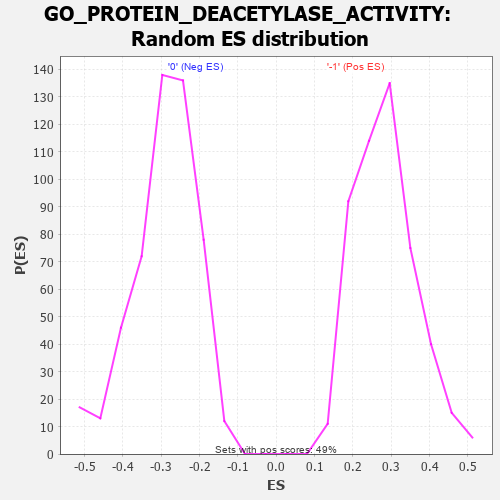 GO_PROTEIN_DEACETYLASE_ACTIVITY:
Random ES distribution
'0' (Neg ES)
'-1' (Pos ES)
140
130
120
110
100
90
80
70
60
50
40
30
20
10
0
P(ES)
Sets with pos scores: 49%
-0.5 -0.4 -0.3 -0.2 -0.1 0.0 0.1 0.2 0.3 0.4 0.5
ES